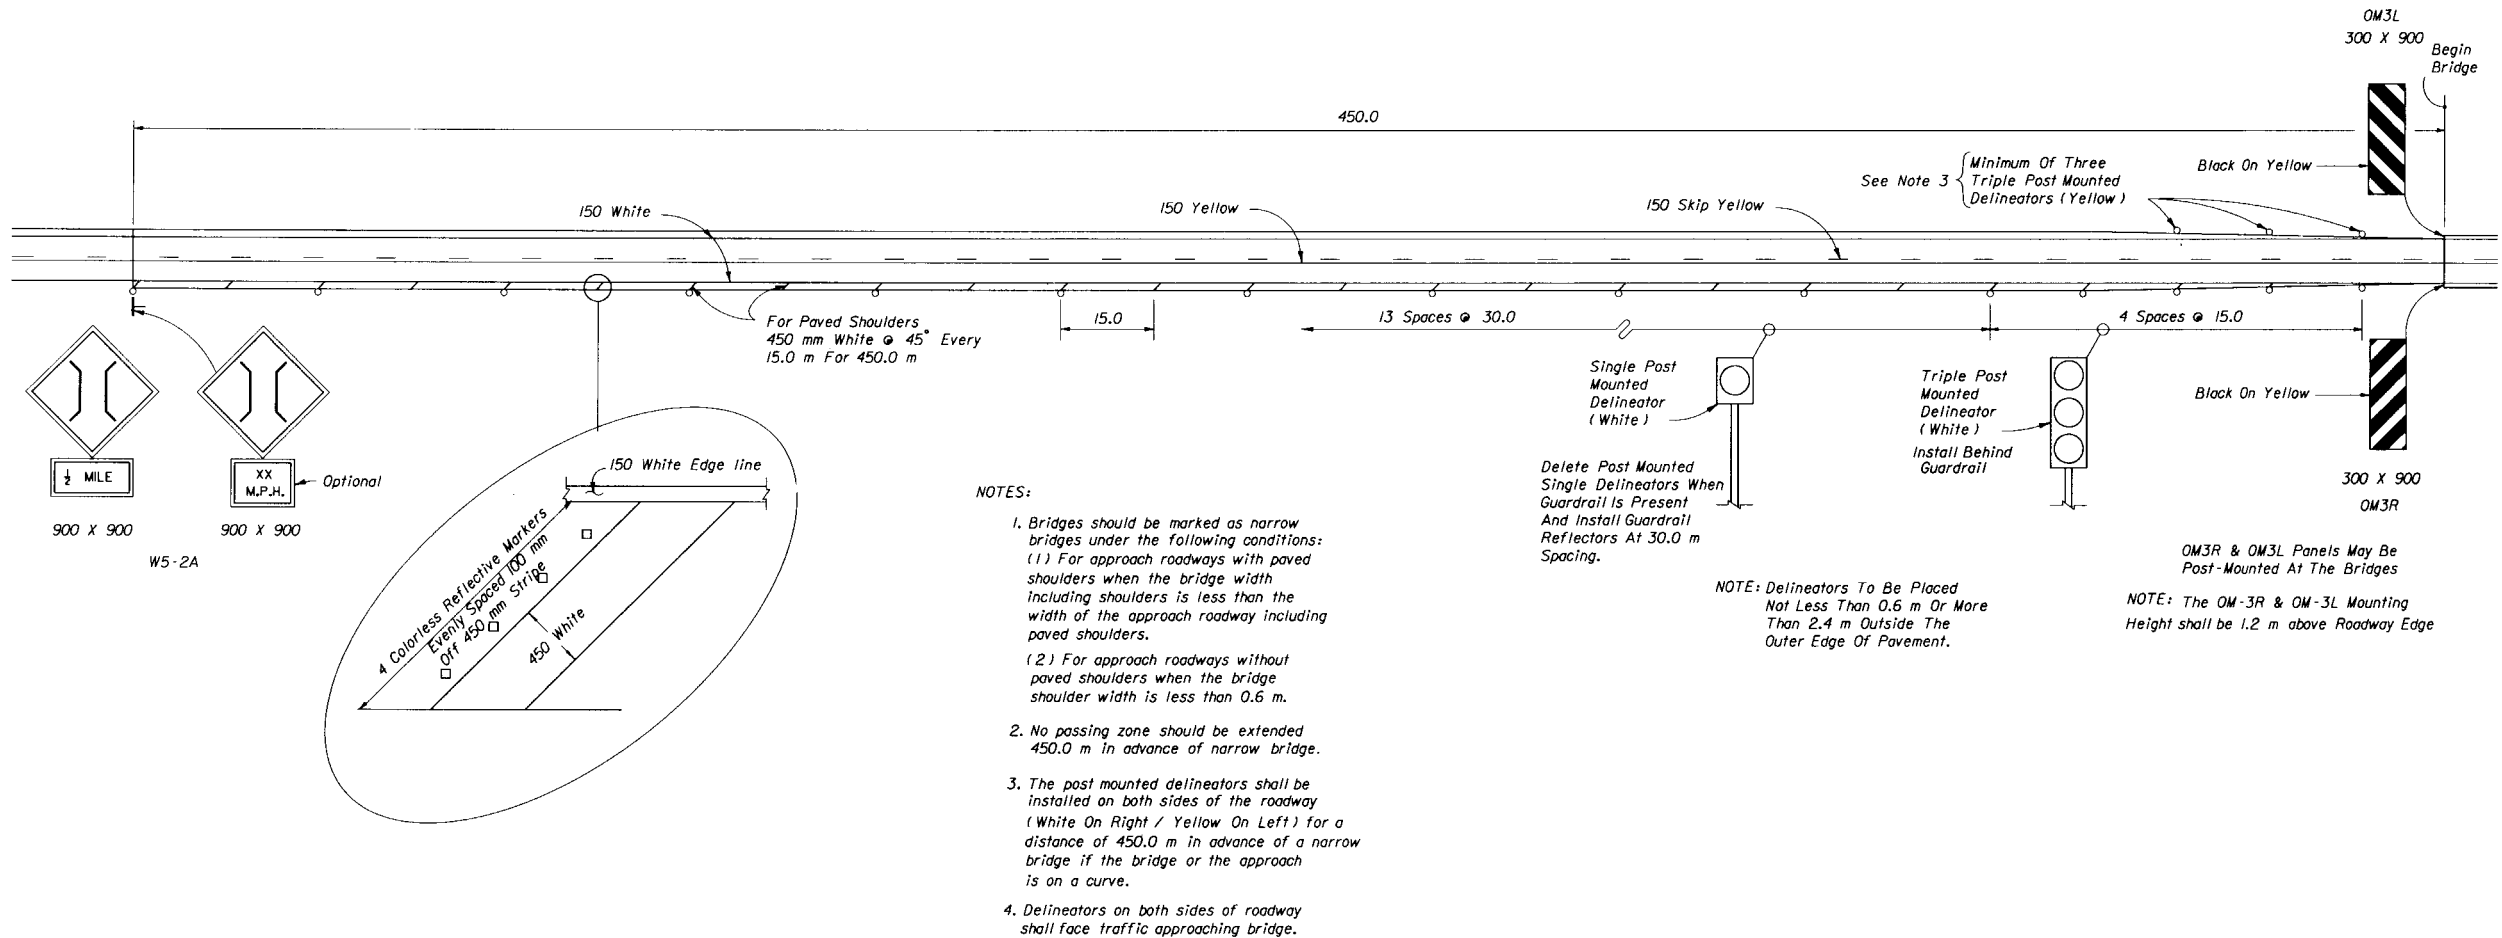 OM3L
300 X 900
Begin
Bridge
450.0
See Note 3
Minimum Of Three
Triple Post Mounted
Delineators (Yellow)
Black On Yellow
150 White
150 Yellow
150 Skip Yellow
For Paved Shoulders
450 mm White @ 45° Every
15.0 m For 450.0 m
15.0
13 Spaces @ 30.0
4 Spaces @ 15.0
1/2 MILE
900 X 900
XX
M.P.H.
Optional
900 X 900
W5-2A
150 White Edge line
4 Colorless Reflective Markers
Evenly Spaced 100 mm
Off 450 mm Stripe
450 White
NOTES:
1. Bridges should be marked as narrow
bridges under the following conditions:
(1) For approach roadways with paved
shoulders when the bridge width
including shoulders is less than the
width of the approach roadway including
paved shoulders.
(2) For approach roadways without
paved shoulders when the bridge
shoulder width is less than 0.6 m.
2. No passing zone should be extended
450.0 m in advance of narrow bridge.
3. The post mounted delineators shall be
installed on both sides of the roadway
(White On Right / Yellow On Left) for a
distance of 450.0 m in advance of a narrow
bridge if the bridge or the approach
is on a curve.
4. Delineators on both sides of roadway
shall face traffic approaching bridge.
Single Post
Mounted
Delineator
(White)
Delete Post Mounted
Single Delineators When
Guardrail Is Present
And Install Guardrail
Reflectors At 30.0 m
Spacing.
Triple Post
Mounted
Delineator
(White)
Install Behind
Guardrail
NOTE: Delineators To Be Placed
Not Less Than 0.6 m Or More
Than 2.4 m Outside The
Outer Edge Of Pavement.
Black On Yellow
300 X 900
OM3R
OM3R & OM3L Panels May Be
Post-Mounted At The Bridges
NOTE: The OM-3R & OM-3L Mounting
Height shall be 1.2 m above Roadway Edge